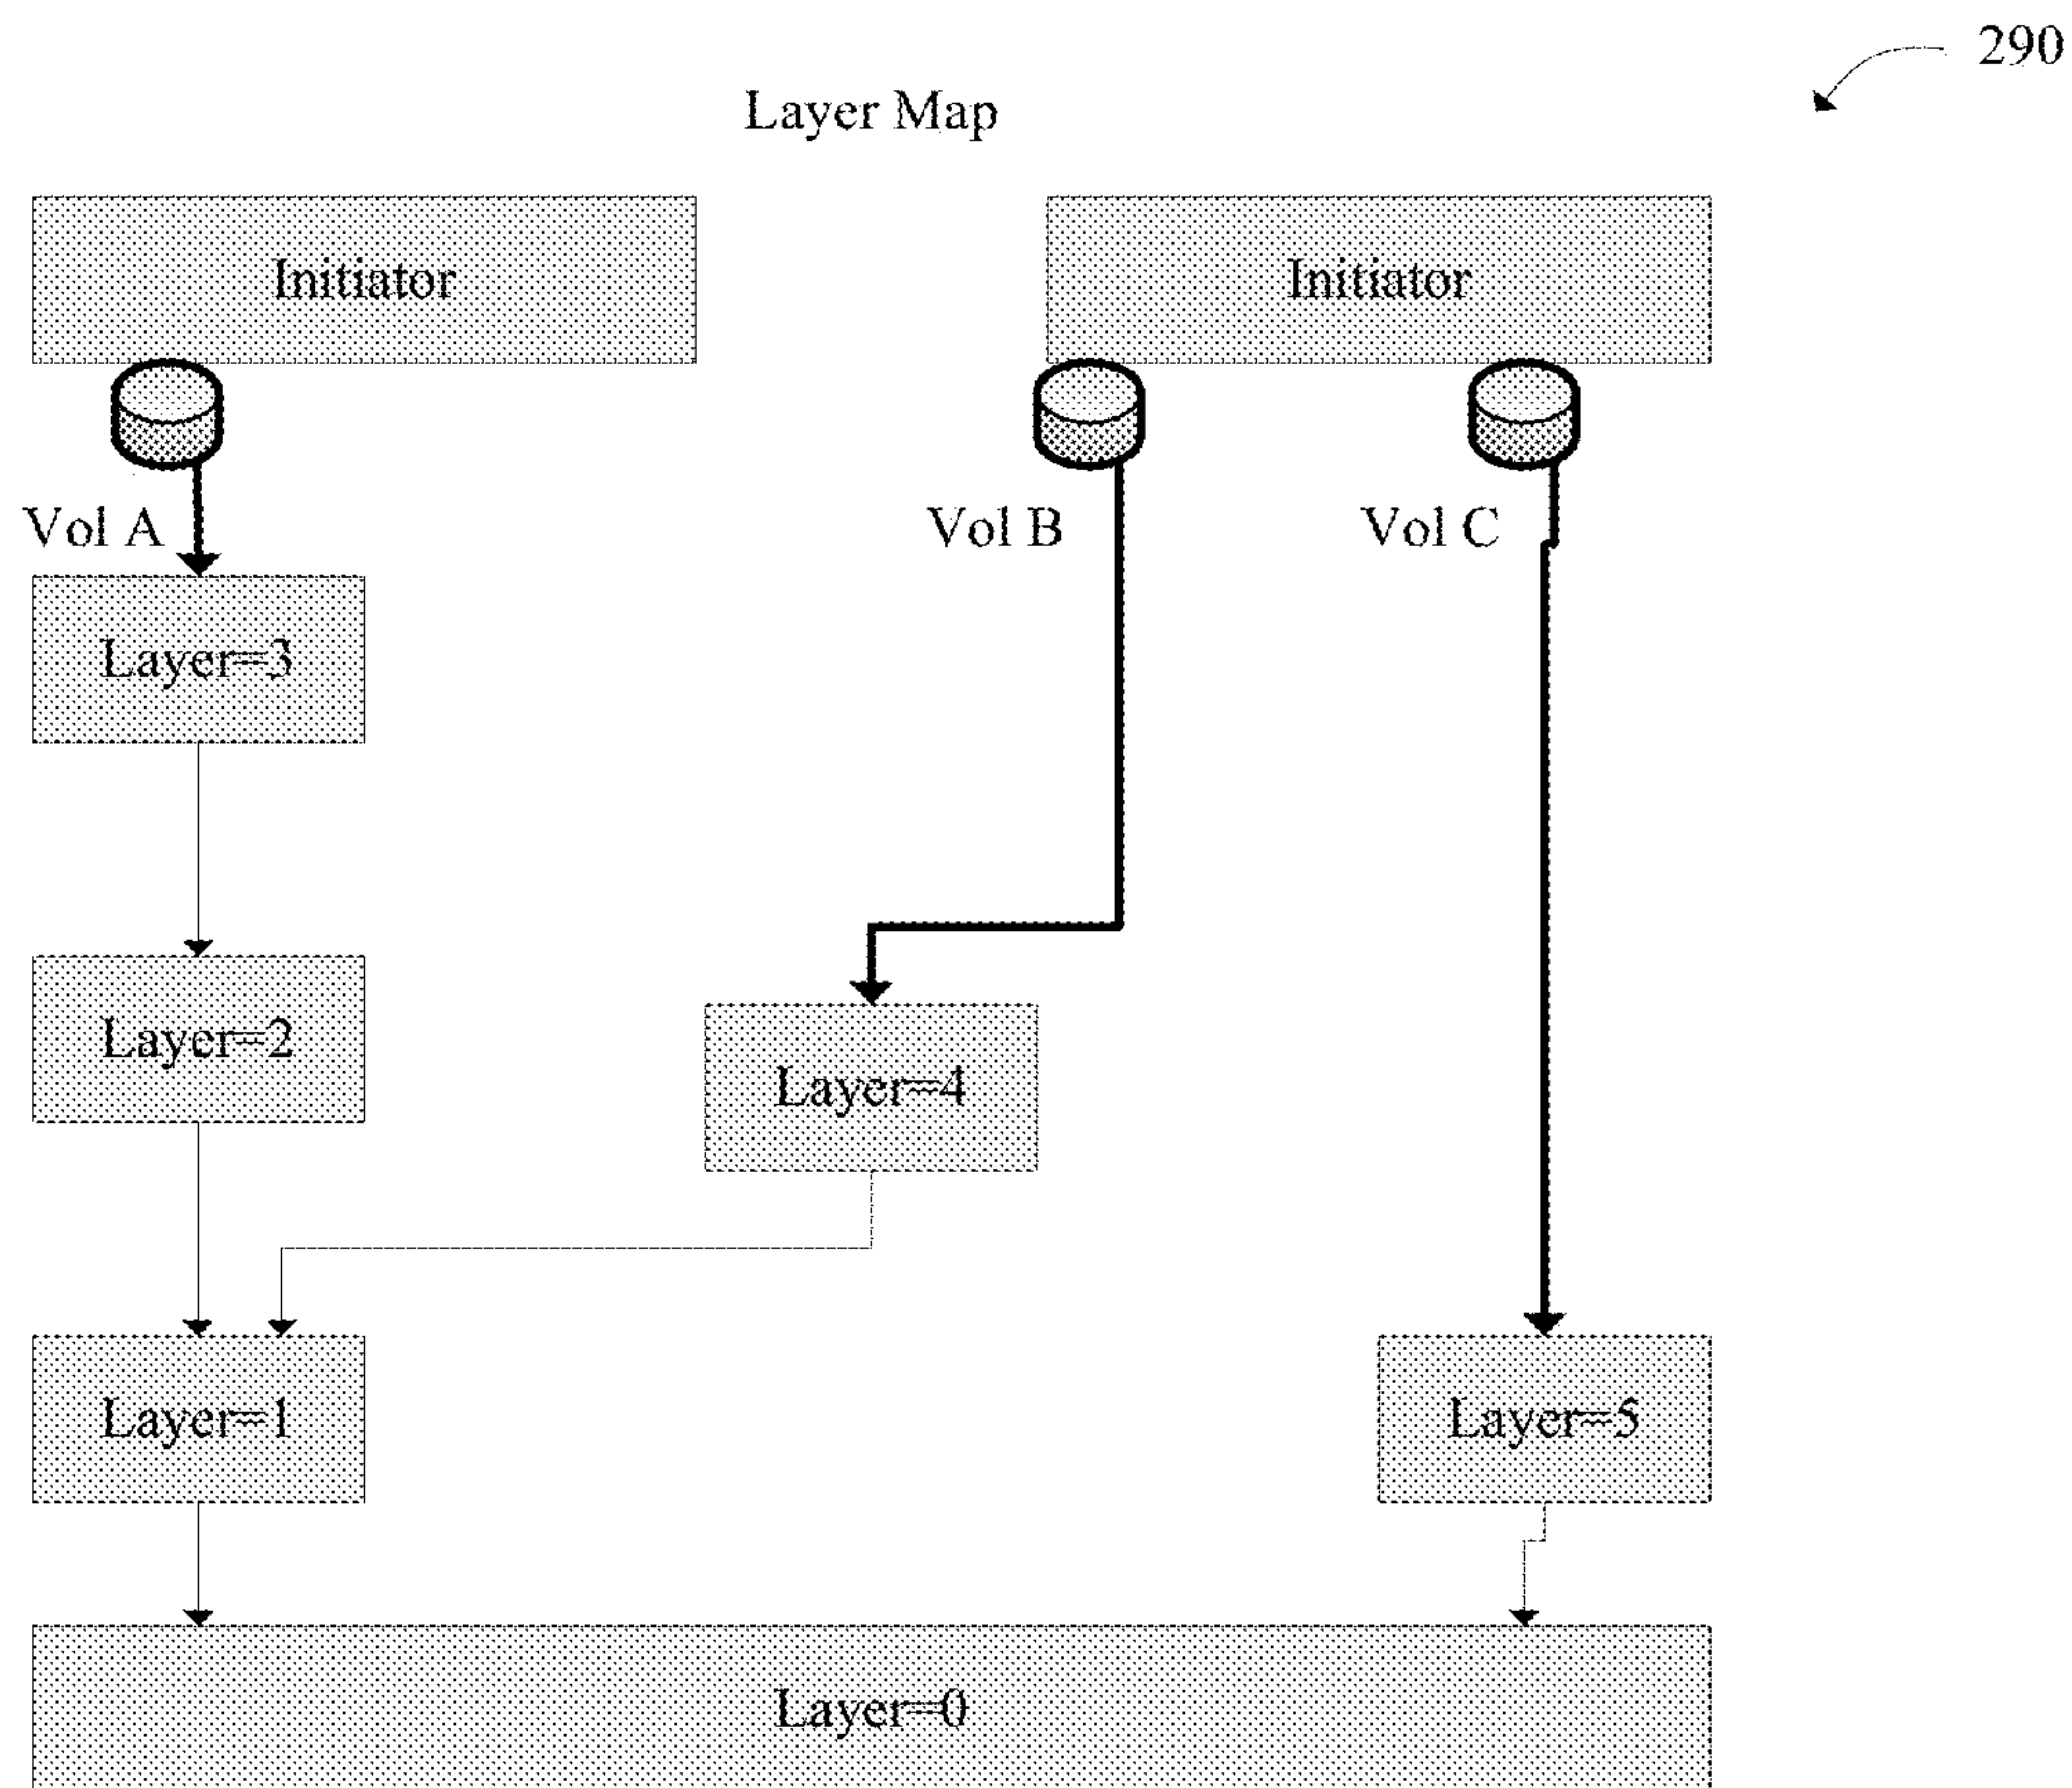 290
Layer Map
Initiator
Initiator
Vol A
Vol B
Vol C
Layer=3
Layer=2
Layer=4
Layer=1
Layer=5
Layer=0